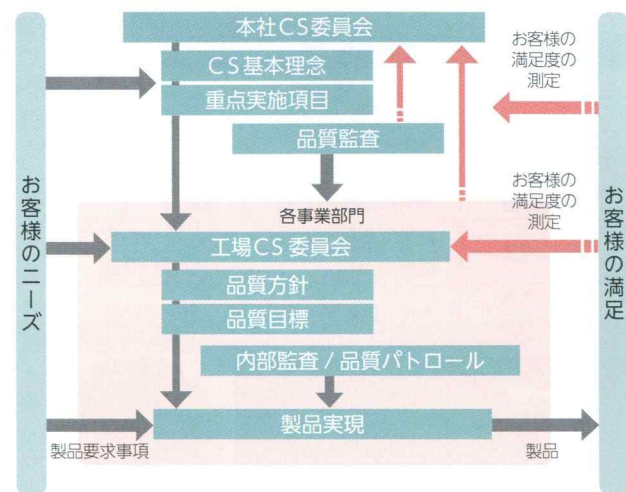 本社CS委員会
CS基本理念
重点実施項目
品質監査
お客様の
満足度の
測定
お客様のニーズ
お客様の満足
各事業部門
お客様の
満足度の
測定
工場CS委員会
品質方針
品質目標
内部監査/品質パトロール
製品実現
製品要求事項
製品